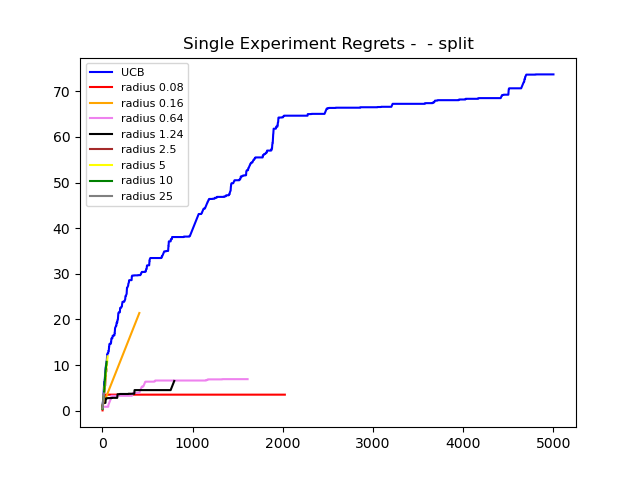 Single Experiment Regrets -  - split
UCB
radius 0.08
radius 0.16
radius 0.64
radius 1.24
radius 2.5
radius 5
radius 10
radius 25
70
60
50
40
30
20
10
0
0 1000 2000 3000 4000 5000